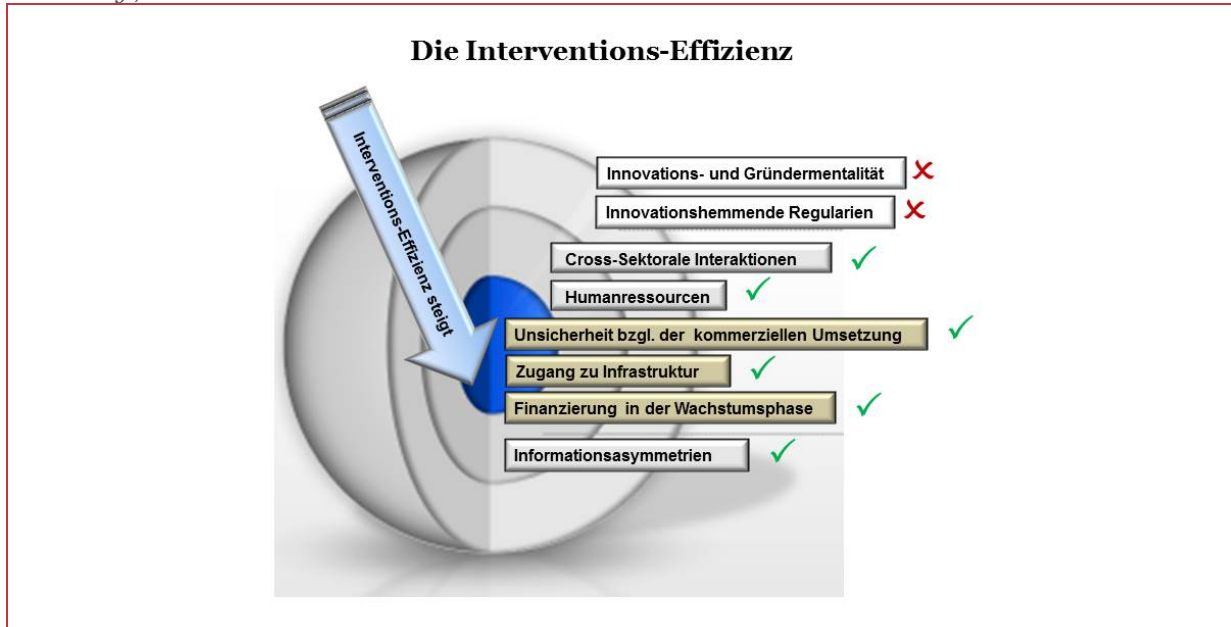 Die Interventions-Effizienz
Interventions-Effizienz steigt
Innovations- und Gründermentalität
Innovationshemmende Regularien
Cross-Sektorale Interaktionen
Humanressourcen
Unsicherheit bzgl. der kommerziellen Umsetzung
Zugang zu Infrastruktur
Finanzierung in der Wachstumsphase
Informationsasymmetrien